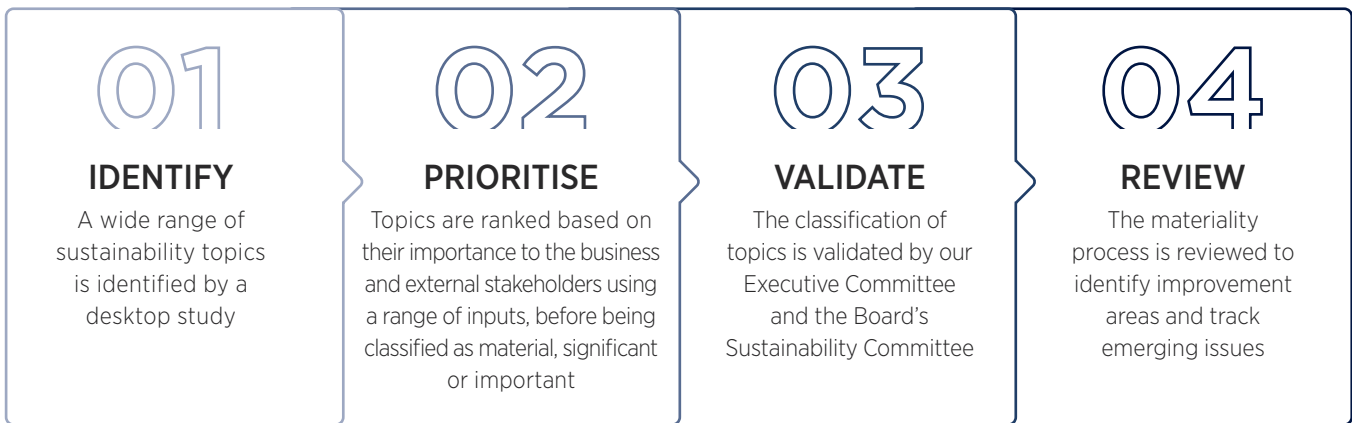 01
IDENTIFY
A wide range of
sustainability topics
is identified by a
desktop study
02
PRIORITISE
Topics are ranked based on
their importance to the business
and external stakeholders using
a range of inputs, before being
classified as material, significant
or important
03
VALIDATE
The classification of
topics is validated by our
Executive Committee
and the Board’s
Sustainability Committee
04
REVIEW
The materiality
process is reviewed to
identify improvement
areas and track
emerging issues